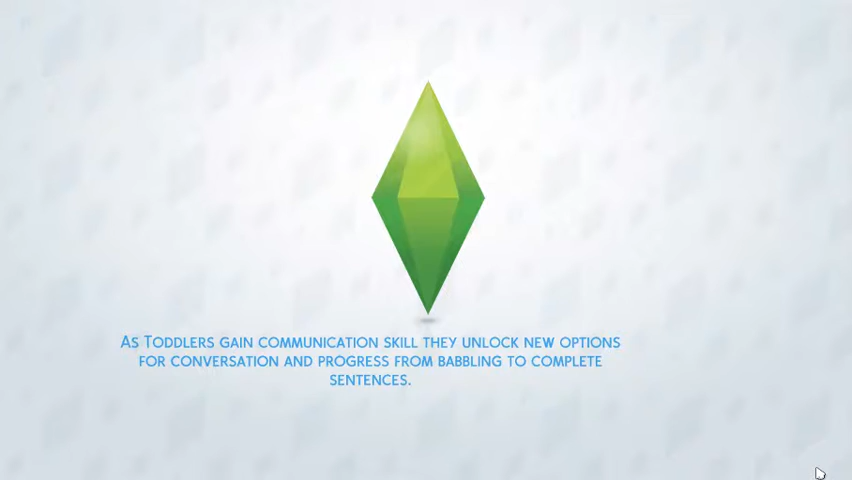 As Toddlers gain communication skill they unlock new options
for conversation and progress from babbling to complete
sentences.